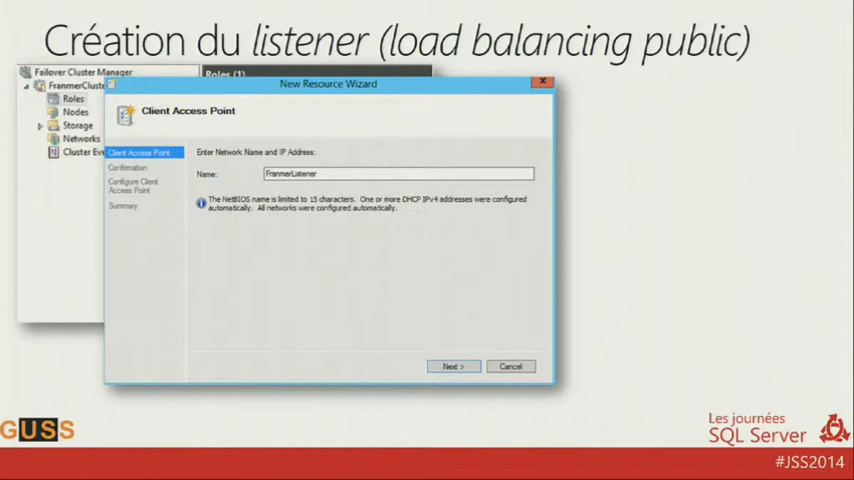 Création du listener (load balancing public)
Failover Cluster Manager
FranmerCluste
Roles
Nodes
Storage
Networks
Cluster Eve
Roles (1)
New Resource Wizard
Client Access Point
Client Access Point
Confirmation
Configure Client
Access Point
Summary
Enter Network Name and IP Address:
Name:
FranmerListener
The NetBIOS name is limited to 15 characters. One or more DHCP IPv4 addresses were configured
automatically. All networks were configured automatically.
Next >
Cancel
GUSS
Les journées
SQL Server
#JSS2014